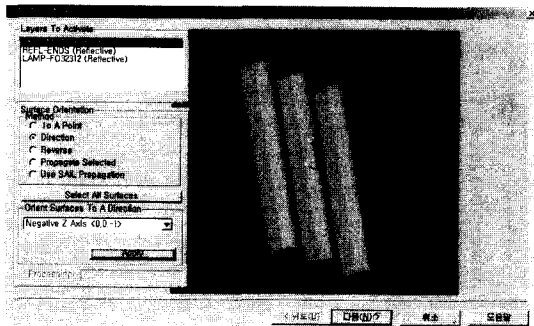 Layers To Activate
REFL-ENDS (Reflective)
LAMP-FO32312 (Reflective)
Surface Orientation
Method
To A Point
Direction
Reverse
Propagate Selected
Use SAIL Propagation
Select All Surfaces
Orient Surfaces To A Direction
Negative Z Axis <0,0,-1>
Apply
Processing:
< 뒤로(B)
다음(N) >
취소
도움말